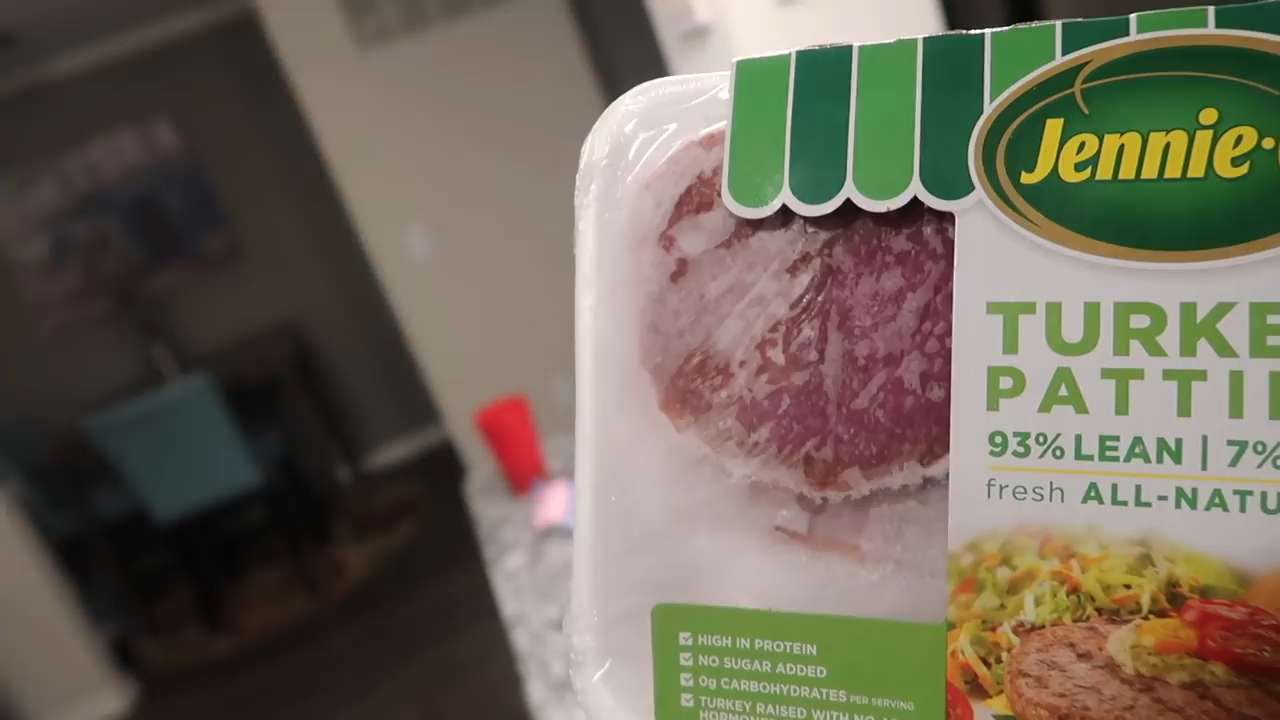 Jennie-
TURKE
PATTI
93% LEAN | 7%
fresh ALL-NATU
HIGH IN PROTEIN
NO SUGAR ADDED
0g CARBOHYDRATES PER SERVING
TURKEY RAISED WITH NO